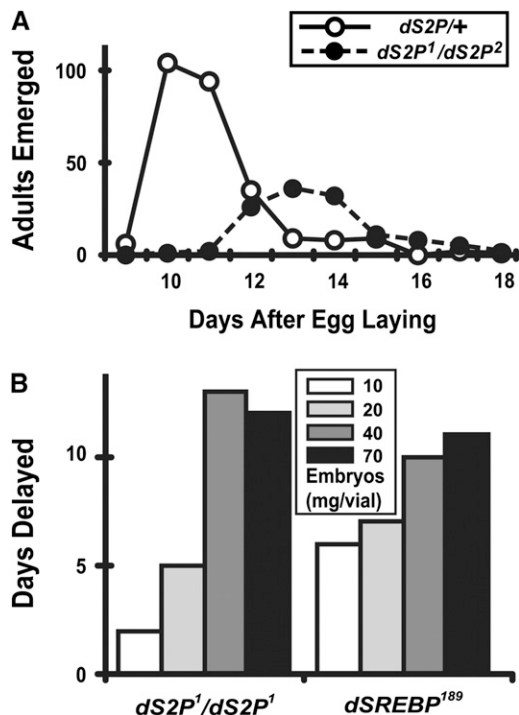 A
dS2P/+
dS2P¹/dS2P²
Adults Emerged
100
50
0
10 12 14 16 18
Days After Egg Laying
B
Days Delayed
10
5
0
10
20
40
70
Embryos
(mg/vial)
dS2P¹/dS2P¹ dSREBP¹⁸⁹